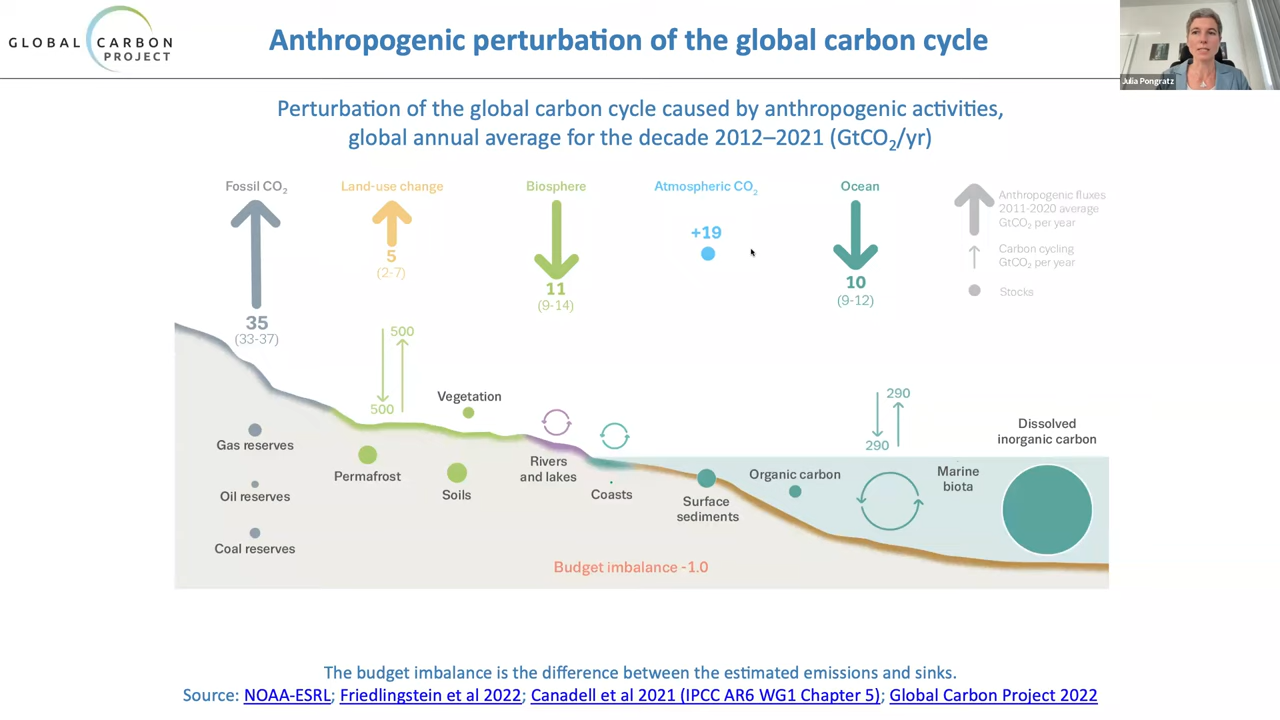 GLOBAL CARBON
PROJECT
Anthropogenic perturbation of the global carbon cycle
Julia Pongratz
Perturbation of the global carbon cycle caused by anthropogenic activities,
global annual average for the decade 2012–2021 (GtCO₂/yr)
Fossil CO₂
Land-use change
Biosphere
Atmospheric CO₂
Ocean
Anthropogenic fluxes
2011-2020 average
GtCO₂ per year
+19
Carbon cycling
GtCO₂ per year
5
(2-7)
11
(9-14)
10
(9-12)
Stocks
35
(33-37)
500
500
290
290
Vegetation
Dissolved
inorganic carbon
Gas reserves
Permafrost
Rivers
and lakes
Organic carbon
Marine
biota
Oil reserves
Soils
Coasts
Surface
sediments
Coal reserves
Budget imbalance -1.0
The budget imbalance is the difference between the estimated emissions and sinks.
Source: NOAA-ESRL; Friedlingstein et al 2022; Canadell et al 2021 (IPCC AR6 WG1 Chapter 5); Global Carbon Project 2022